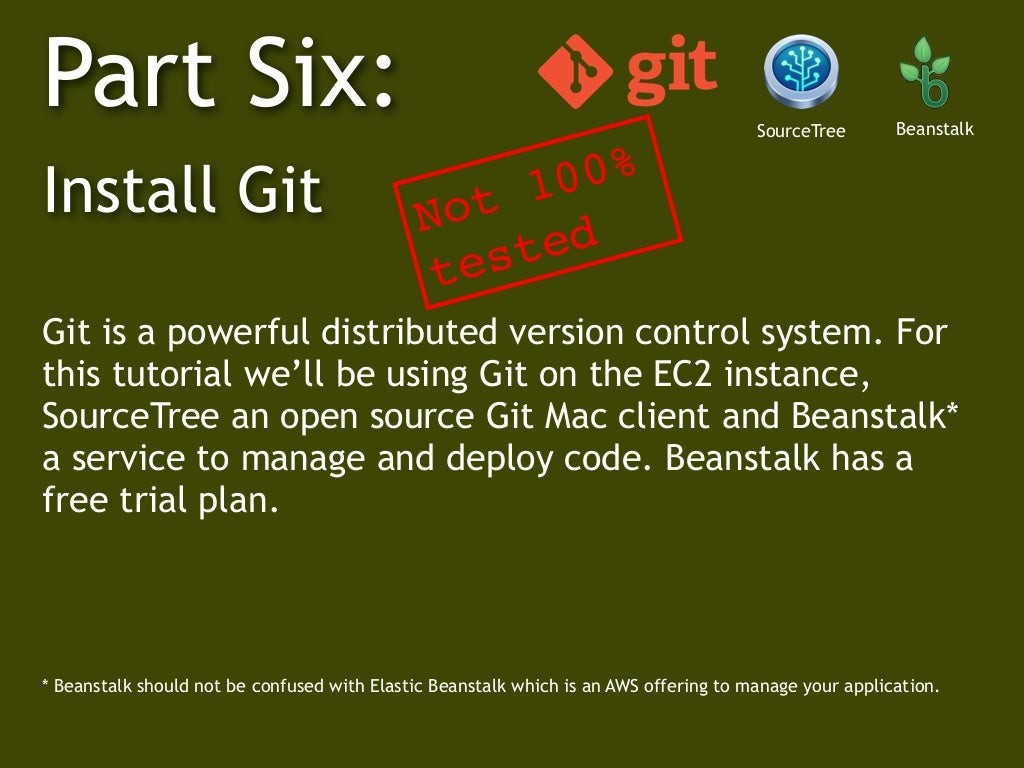 Part Six:
git
SourceTree
Beanstalk
Install Git
Not 100%
tested
Git is a powerful distributed version control system. For
this tutorial we’ll be using Git on the EC2 instance,
SourceTree an open source Git Mac client and Beanstalk*
a service to manage and deploy code. Beanstalk has a
free trial plan.
* Beanstalk should not be confused with Elastic Beanstalk which is an AWS offering to manage your application.